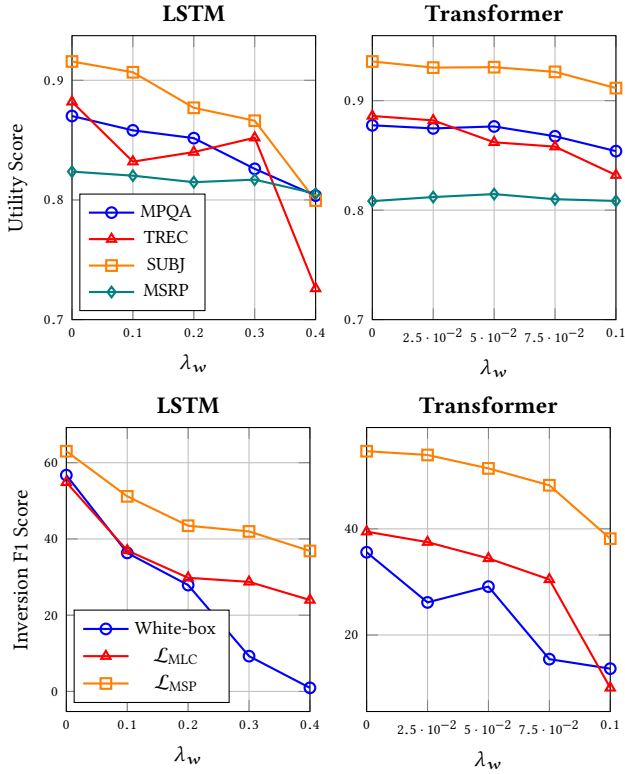 LSTM
Transformer
Utility Score
0.9
0.8
0.7
MPQA
TREC
SUBJ
MSRP
0 0.1 0.2 0.3 0.4
λw
0.9
0.8
0.7
0 2.5 · 10−2 5 · 10−2 7.5 · 10−2 0.1
λw
LSTM
Transformer
Inversion F1 Score
60
40
20
0
White-box
ℒMLC
ℒMSP
0 0.1 0.2 0.3 0.4
λw
40
20
0 2.5 · 10−2 5 · 10−2 7.5 · 10−2 0.1
λw